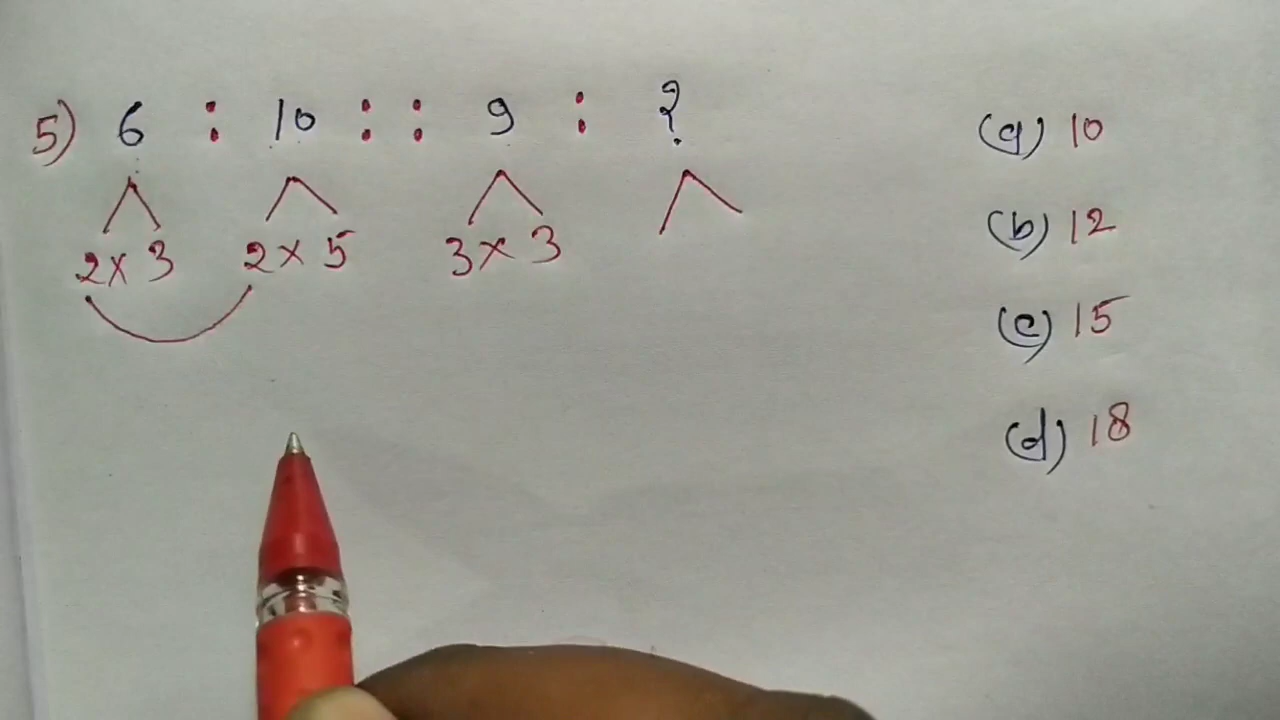 5) 6 : 10 : : 9 : ?
2 x 3 2 x 5 3 x 3
(a) 10
(b) 12
(c) 15
(d) 18